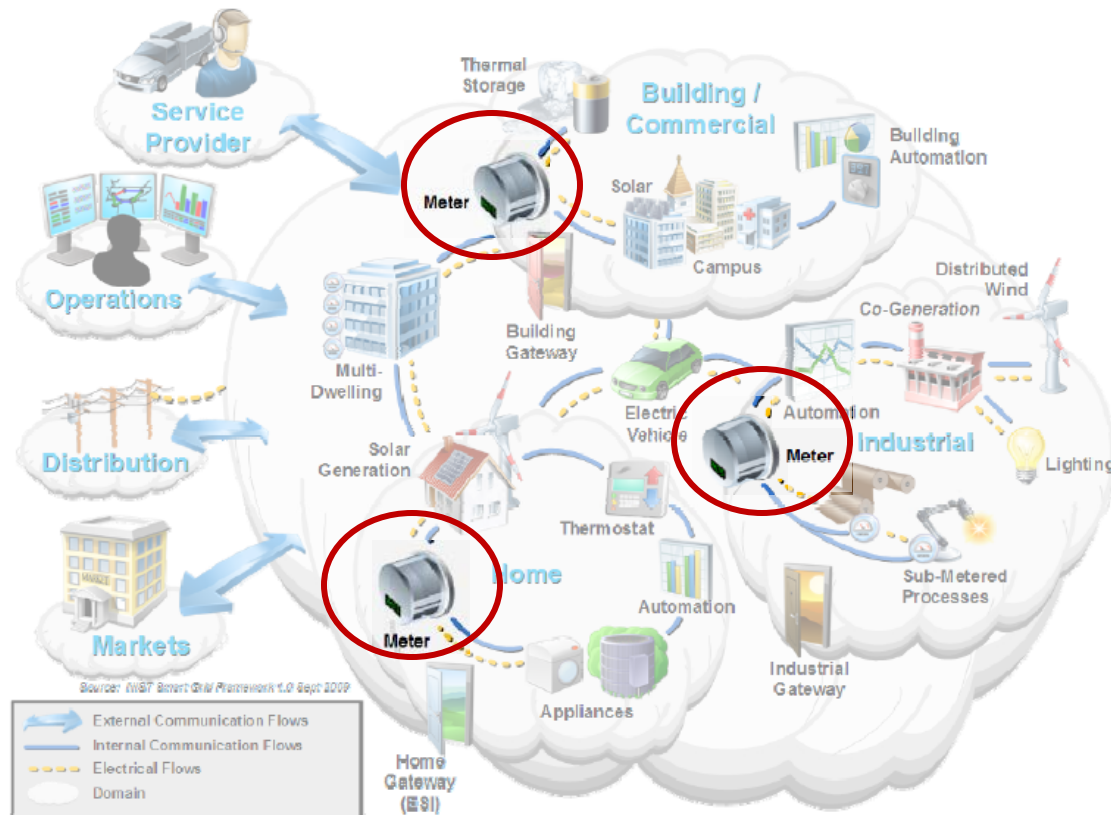 Service
Provider
Thermal
Storage
Building /
Commercial
Building
Automation
Meter
Solar
Campus
Operations
Building
Gateway
Multi-
Dwelling
Distributed
Wind
Co-Generation
Electric
Vehicle
Automation
Industrial
Meter
Lighting
Distribution
Solar
Generation
Thermostat
Sub-Metered
Processes
Home
Automation
Meter
MARKET
Markets
Appliances
Industrial
Gateway
Home
Gateway
(ESI)
Source: NIST Smart Grid Framework 1.0 Sept 2009
External Communication Flows
Internal Communication Flows
Electrical Flows
Domain